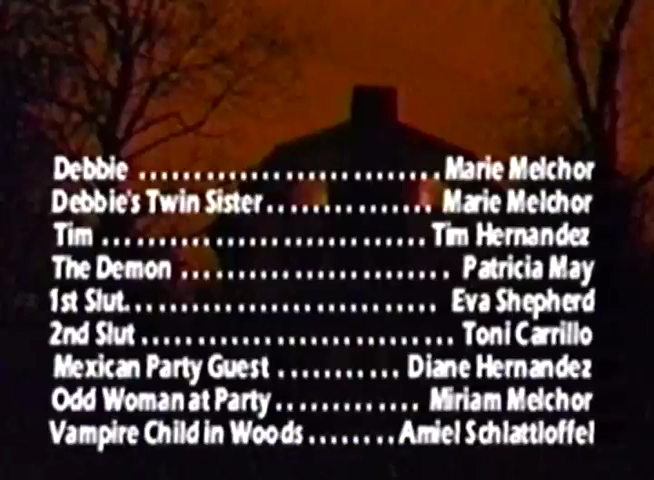 Debbie ............................ Marie Melchor
Debbie's Twin Sister............... Marie Melchor
Tim .............................. Tim Hernandez
The Demon ........................ Patricia May
1st Slut............................ Eva Shepherd
2nd Slut ........................... Toni Carrillo
Mexican Party Guest ........... Diane Hernandez
Odd Woman at Party............. Miriam Melchor
Vampire Child in Woods........ Amiel Schlattloffel